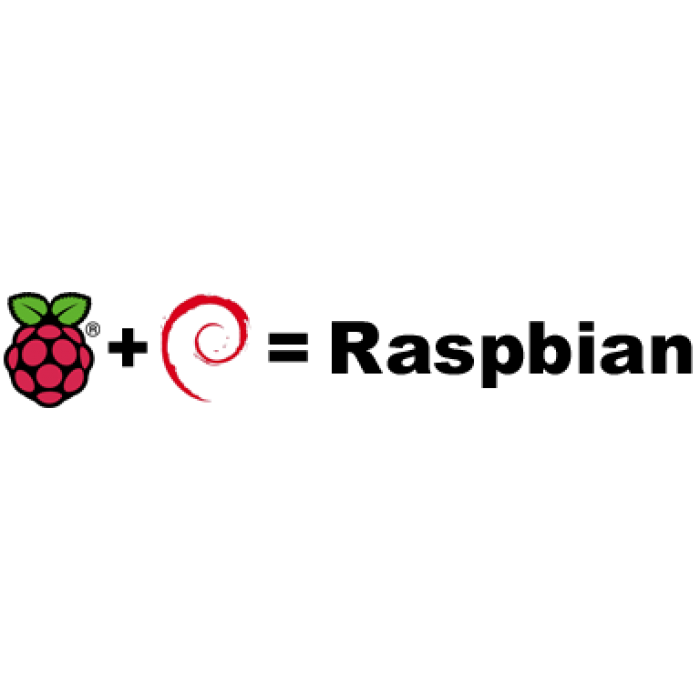 ® + = Raspbian